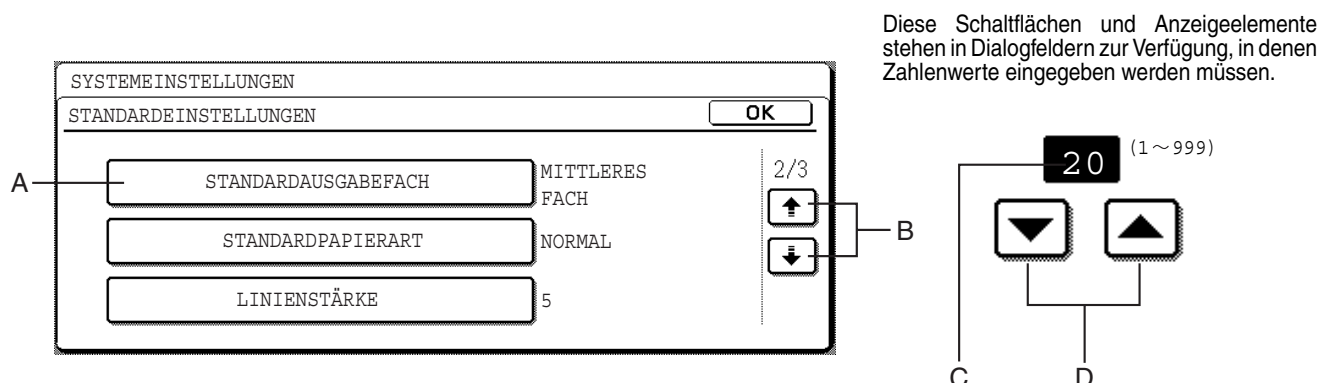 Diese Schaltflächen und Anzeigeelemente
stehen in Dialogfeldern zur Verfügung, in denen
Zahlenwerte eingegeben werden müssen.
SYSTEMEINSTELLUNGEN
STANDARDEINSTELLUNGEN
OK
A
STANDARDAUSGABEFACH
MITTLERES
FACH
2/3
STANDARDPAPIERART
NORMAL
B
LINIENSTÄRKE
5
20
(1~999)
C
D